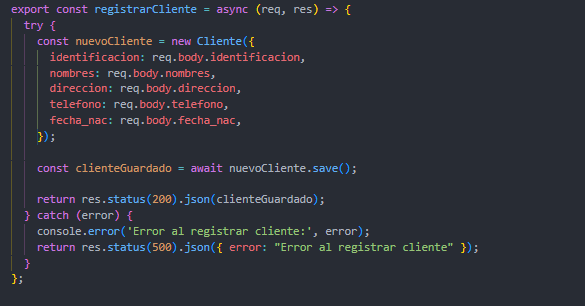 export const registrarCliente = async (req, res) => {
  try {
    const nuevoCliente = new Cliente({
      identificacion: req.body.identificacion,
      nombres: req.body.nombres,
      direccion: req.body.direccion,
      telefono: req.body.telefono,
      fecha_nac: req.body.fecha_nac,
    });

    const clienteGuardado = await nuevoCliente.save();

    return res.status(200).json(clienteGuardado);
  } catch (error) {
    console.error('Error al registrar cliente:', error);
    return res.status(500).json({ error: "Error al registrar cliente" });
  }
};